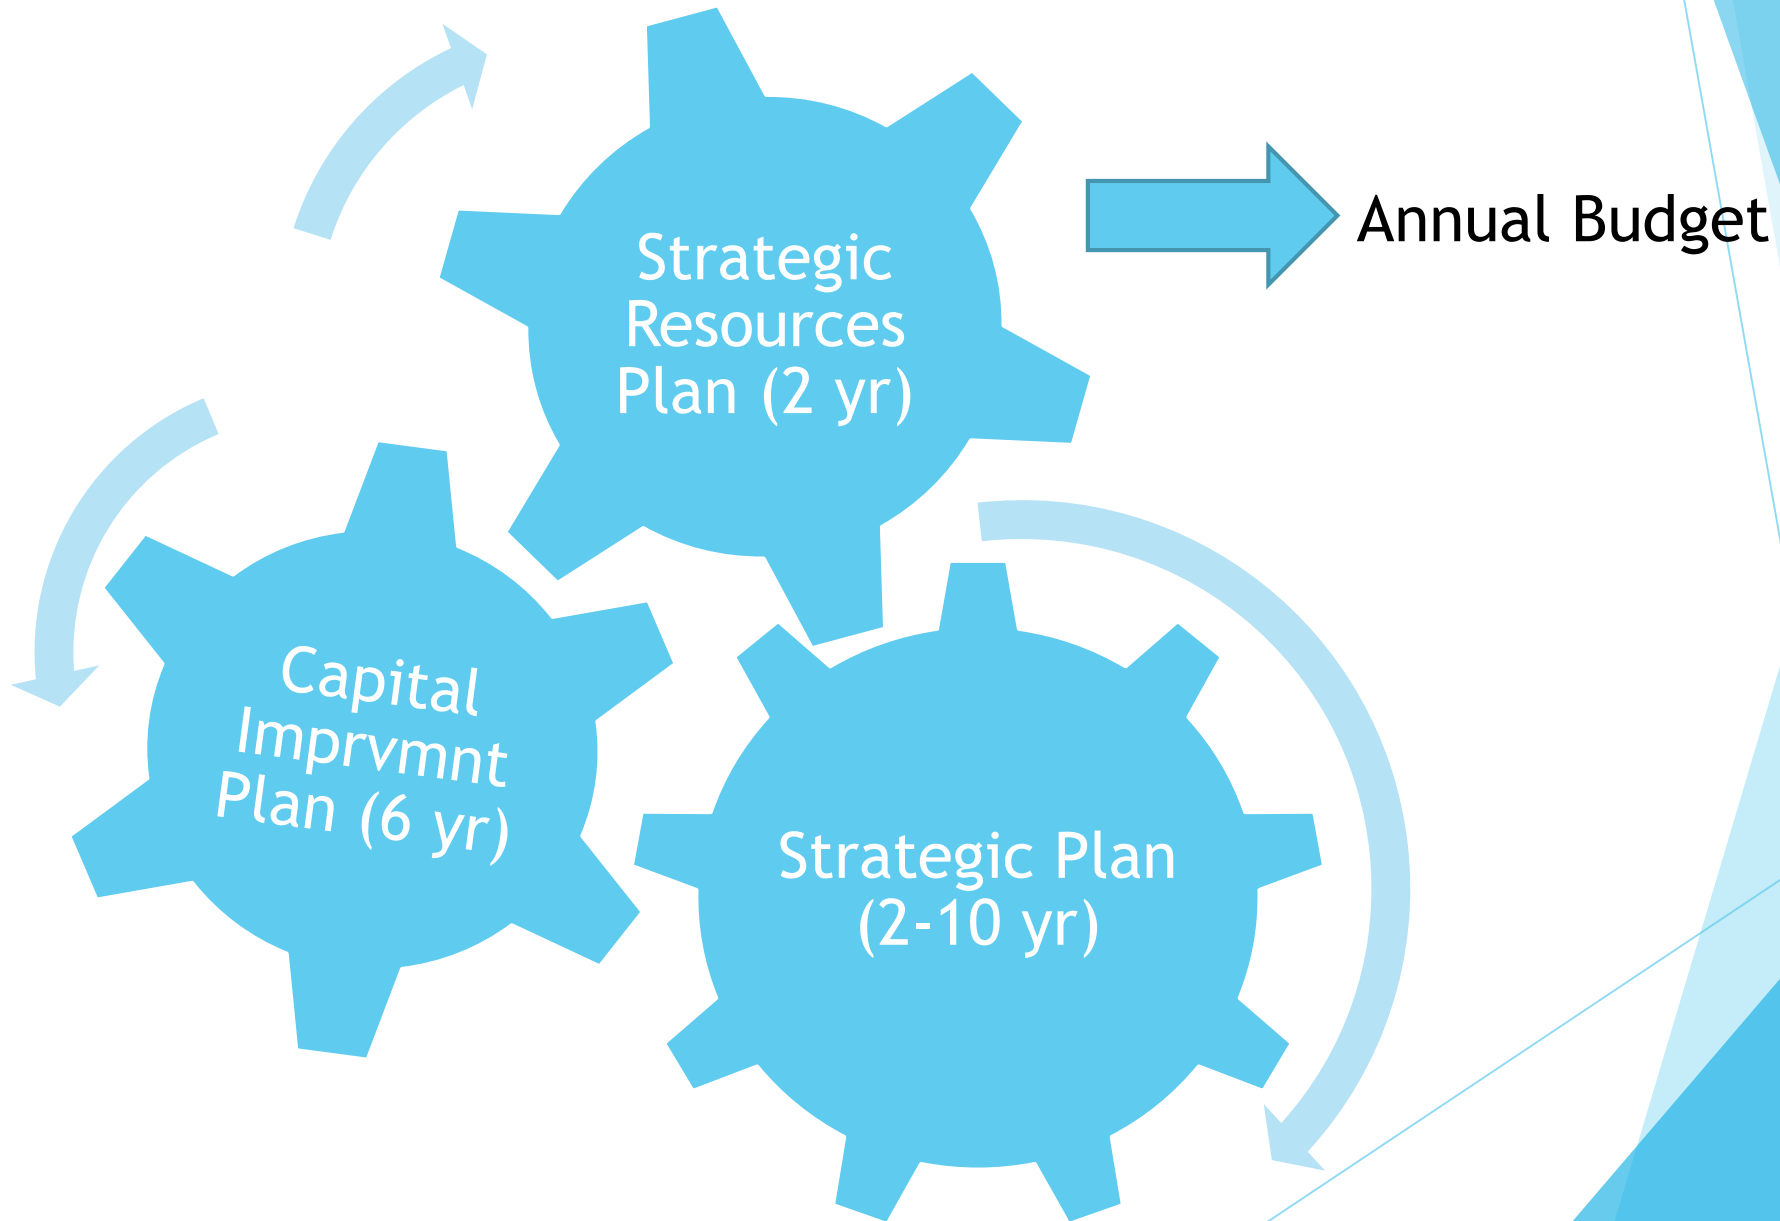 Strategic
Resources
Plan (2 yr)
Annual Budget
Capital
Imprvmnt
Plan (6 yr)
Strategic Plan
(2-10 yr)